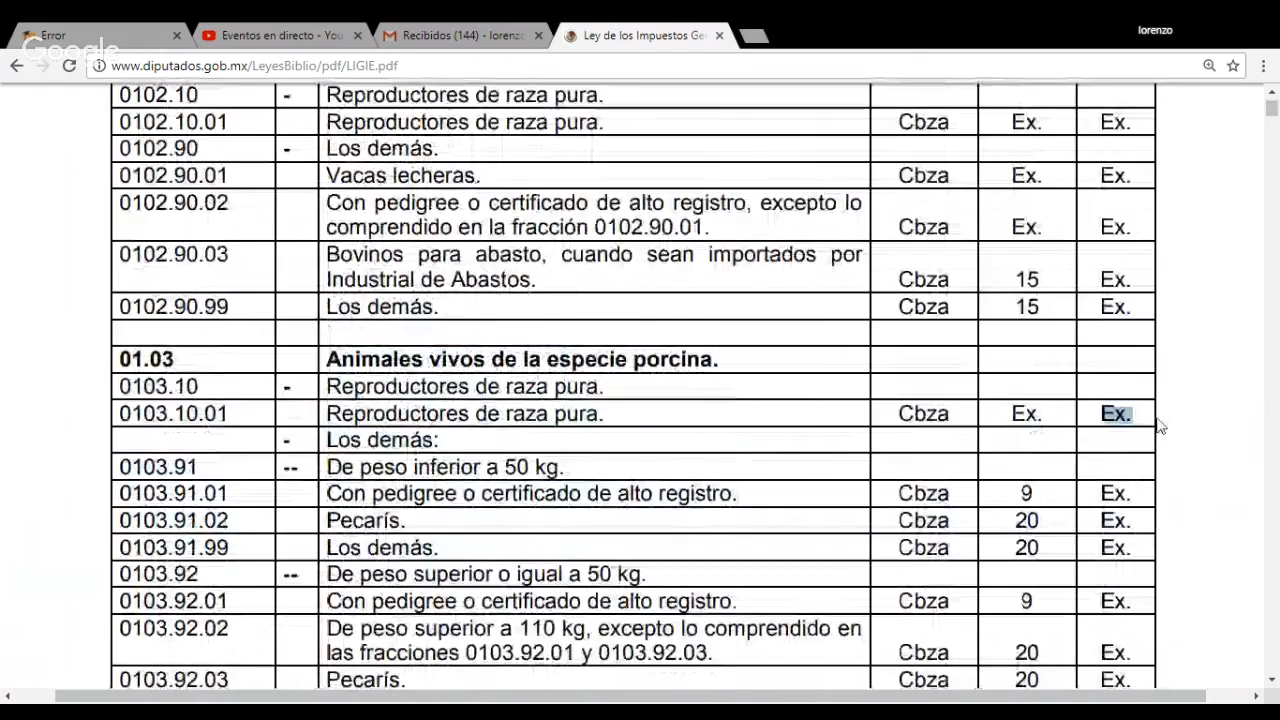 lorenzo
Error
Eventos en directo - You
Recibidos (144) - lorenzo
Ley de los Impuestos Ge
Google
www.diputados.gob.mx/LeyesBiblio/pdf/LIGIE.pdf
0102.10 - Reproductores de raza pura.
0102.10.01 Reproductores de raza pura. Cbza Ex. Ex.
0102.90 - Los demás.
0102.90.01 Vacas lecheras. Cbza Ex. Ex.
0102.90.02 Con pedigree o certificado de alto registro, excepto lo
comprendido en la fracción 0102.90.01. Cbza Ex. Ex.
0102.90.03 Bovinos para abasto, cuando sean importados por
Industrial de Abastos. Cbza 15 Ex.
0102.90.99 Los demás. Cbza 15 Ex.
01.03 Animales vivos de la especie porcina.
0103.10 - Reproductores de raza pura.
0103.10.01 Reproductores de raza pura. Cbza Ex. Ex.
- Los demás:
0103.91 -- De peso inferior a 50 kg.
0103.91.01 Con pedigree o certificado de alto registro. Cbza 9 Ex.
0103.91.02 Pecarís. Cbza 20 Ex.
0103.91.99 Los demás. Cbza 20 Ex.
0103.92 -- De peso superior o igual a 50 kg.
0103.92.01 Con pedigree o certificado de alto registro. Cbza 9 Ex.
0103.92.02 De peso superior a 110 kg, excepto lo comprendido en
las fracciones 0103.92.01 y 0103.92.03. Cbza 20 Ex.
0103.92.03 Pecarís. Cbza 20 Ex.